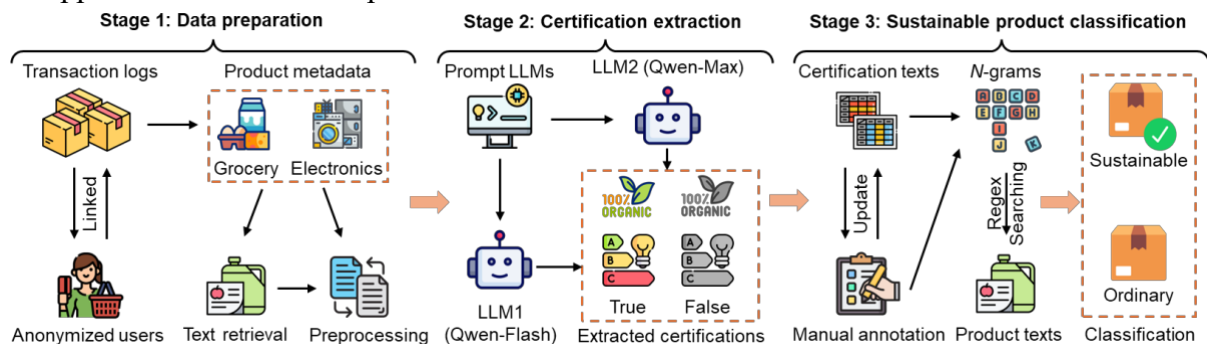 Stage 1: Data preparation
Stage 2: Certification extraction
Stage 3: Sustainable product classification
Transaction logs
Product metadata
Grocery
Electronics
Linked
Anonymized users
Text retrieval
Preprocessing
Prompt LLMs
LLM2 (Qwen-Max)
LLM1
(Qwen-Flash)
100%
ORGANIC
100%
ORGANIC
A
B
C
A
B
C
True
False
Extracted certifications
Certification texts
N-grams
A D C D
E F G H
I
J K
Update
Regex
Searching
Manual annotation
Product texts
Sustainable
Ordinary
Classification